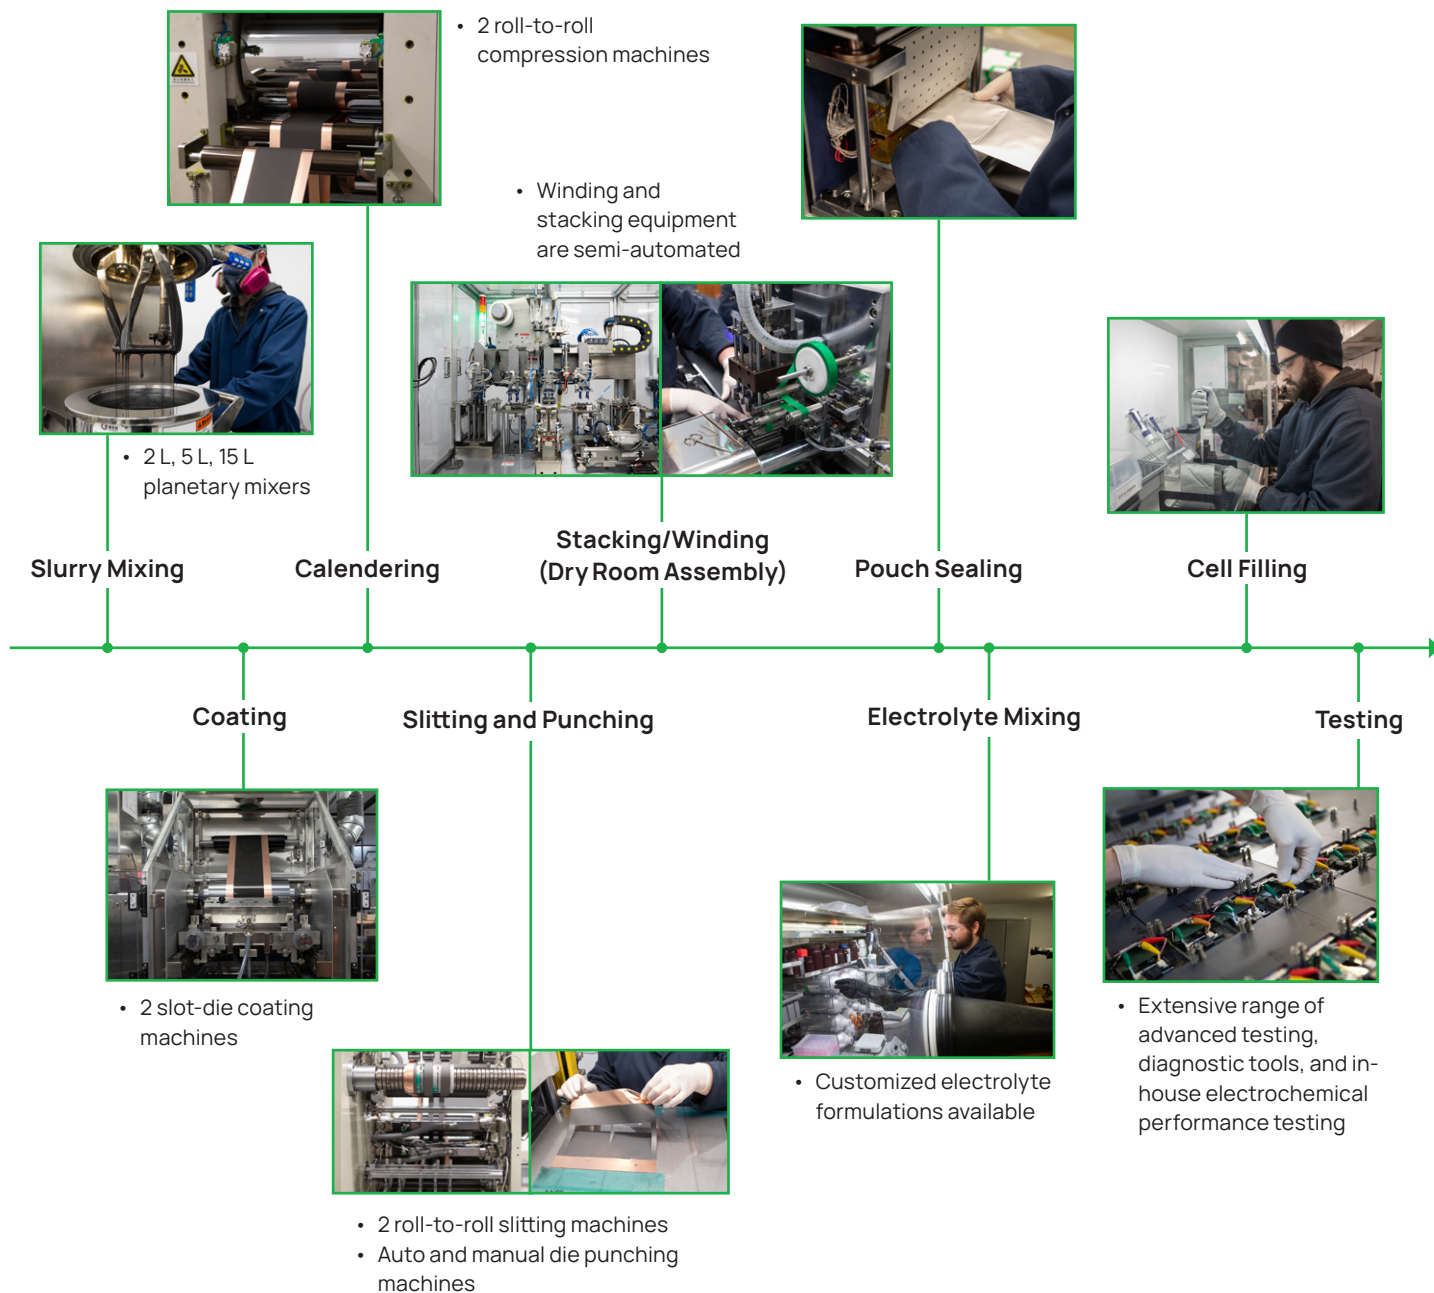 • 2 roll-to-roll
compression machines
• Winding and
stacking equipment
are semi-automated
• 2 L, 5 L, 15 L
planetary mixers
Slurry Mixing
Calendering
Stacking/Winding
(Dry Room Assembly)
Pouch Sealing
Cell Filling
Coating
Slitting and Punching
Electrolyte Mixing
Testing
• 2 slot-die coating
machines
• 2 roll-to-roll slitting machines
• Auto and manual die punching
machines
• Customized electrolyte
formulations available
• Extensive range of
advanced testing,
diagnostic tools, and in-
house electrochemical
performance testing